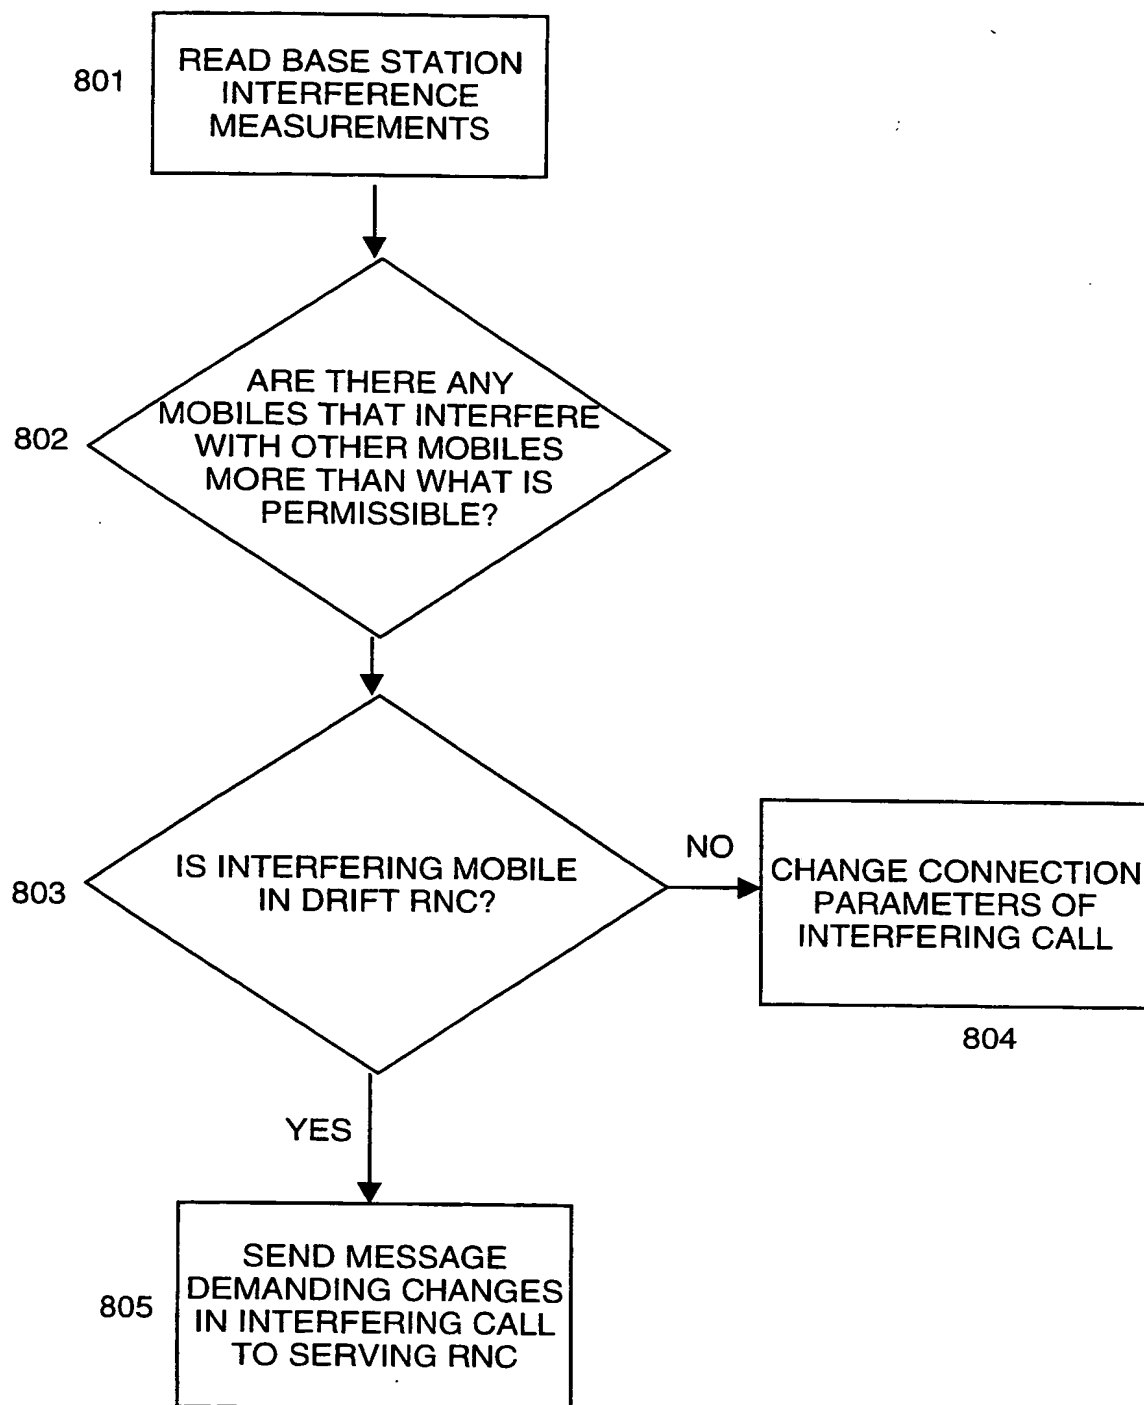 801
READ BASE STATION
INTERFERENCE
MEASUREMENTS
802
ARE THERE ANY
MOBILES THAT INTERFERE
WITH OTHER MOBILES
MORE THAN WHAT IS
PERMISSIBLE?
803
IS INTERFERING MOBILE
IN DRIFT RNC?
NO
CHANGE CONNECTION
PARAMETERS OF
INTERFERING CALL
804
YES
805
SEND MESSAGE
DEMANDING CHANGES
IN INTERFERING CALL
TO SERVING RNC